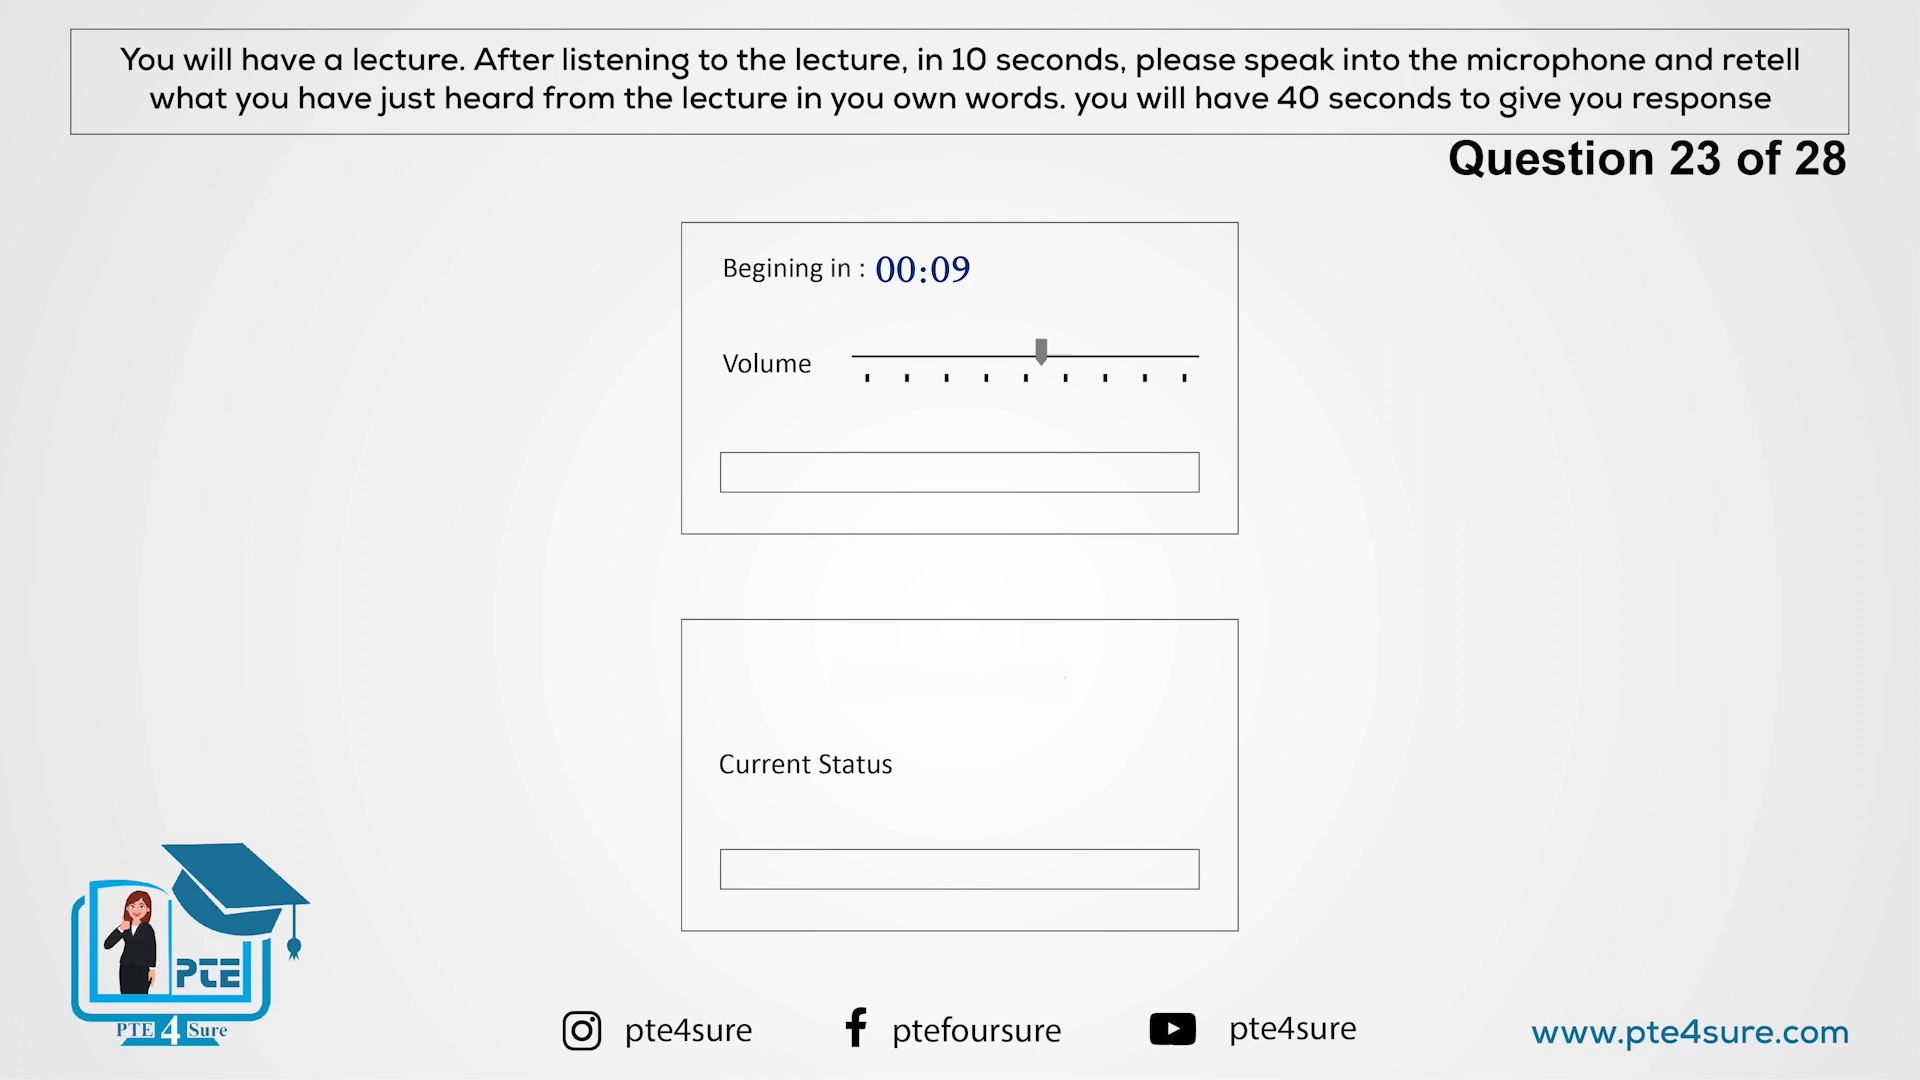 You will have a lecture. After listening to the lecture, in 10 seconds, please speak into the microphone and retell
what you have just heard from the lecture in you own words. you will have 40 seconds to give you response
Question 23 of 28
Begining in : 00:09
Volume
Current Status
PTE
PTE 4 Sure
pte4sure
ptefoursure
pte4sure
www.pte4sure.com